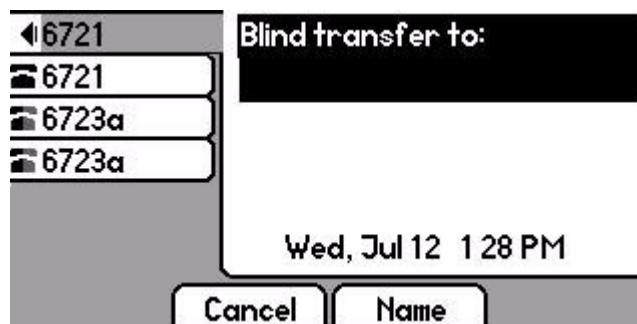 6721
6721
6723a
6723a
Blind transfer to:
Wed, Jul 12 1 28 PM
Cancel
Name